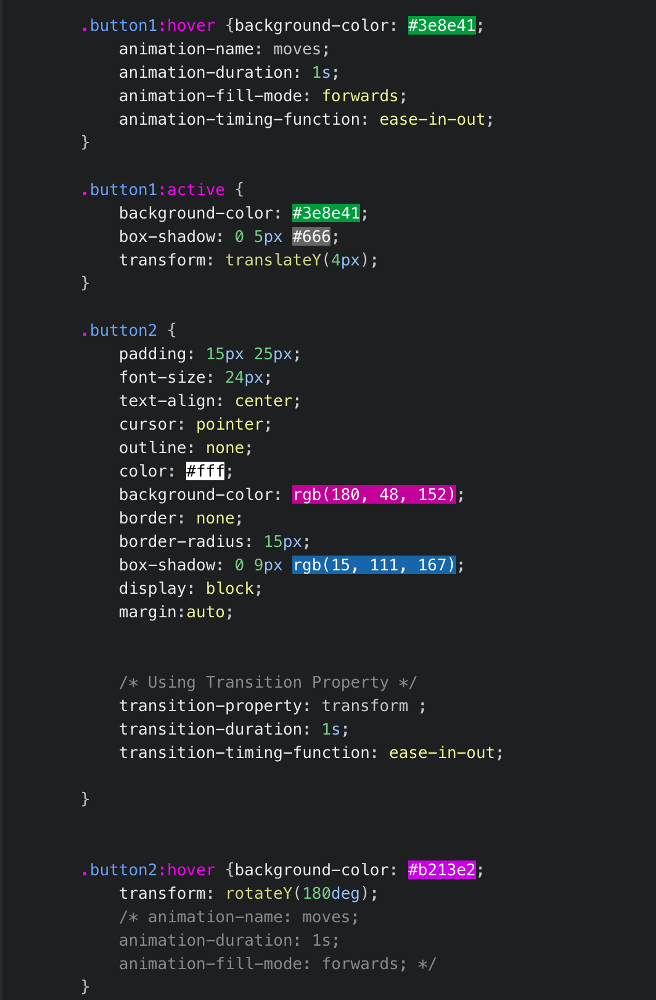 .button1:hover {background-color: #3e8e41;
    animation-name: moves;
    animation-duration: 1s;
    animation-fill-mode: forwards;
    animation-timing-function: ease-in-out;
}
.button1:active {
    background-color: #3e8e41;
    box-shadow: 0 5px #666;
    transform: translateY(4px);
}
.button2 {
    padding: 15px 25px;
    font-size: 24px;
    text-align: center;
    cursor: pointer;
    outline: none;
    color: #fff;
    background-color: rgb(180, 48, 152);
    border: none;
    border-radius: 15px;
    box-shadow: 0 9px rgb(15, 111, 167);
    display: block;
    margin:auto;
    /* Using Transition Property */
    transition-property: transform ;
    transition-duration: 1s;
    transition-timing-function: ease-in-out;
}
.button2:hover {background-color: #b213e2;
    transform: rotateY(180deg);
    /* animation-name: moves;
    animation-duration: 1s;
    animation-fill-mode: forwards; */
}